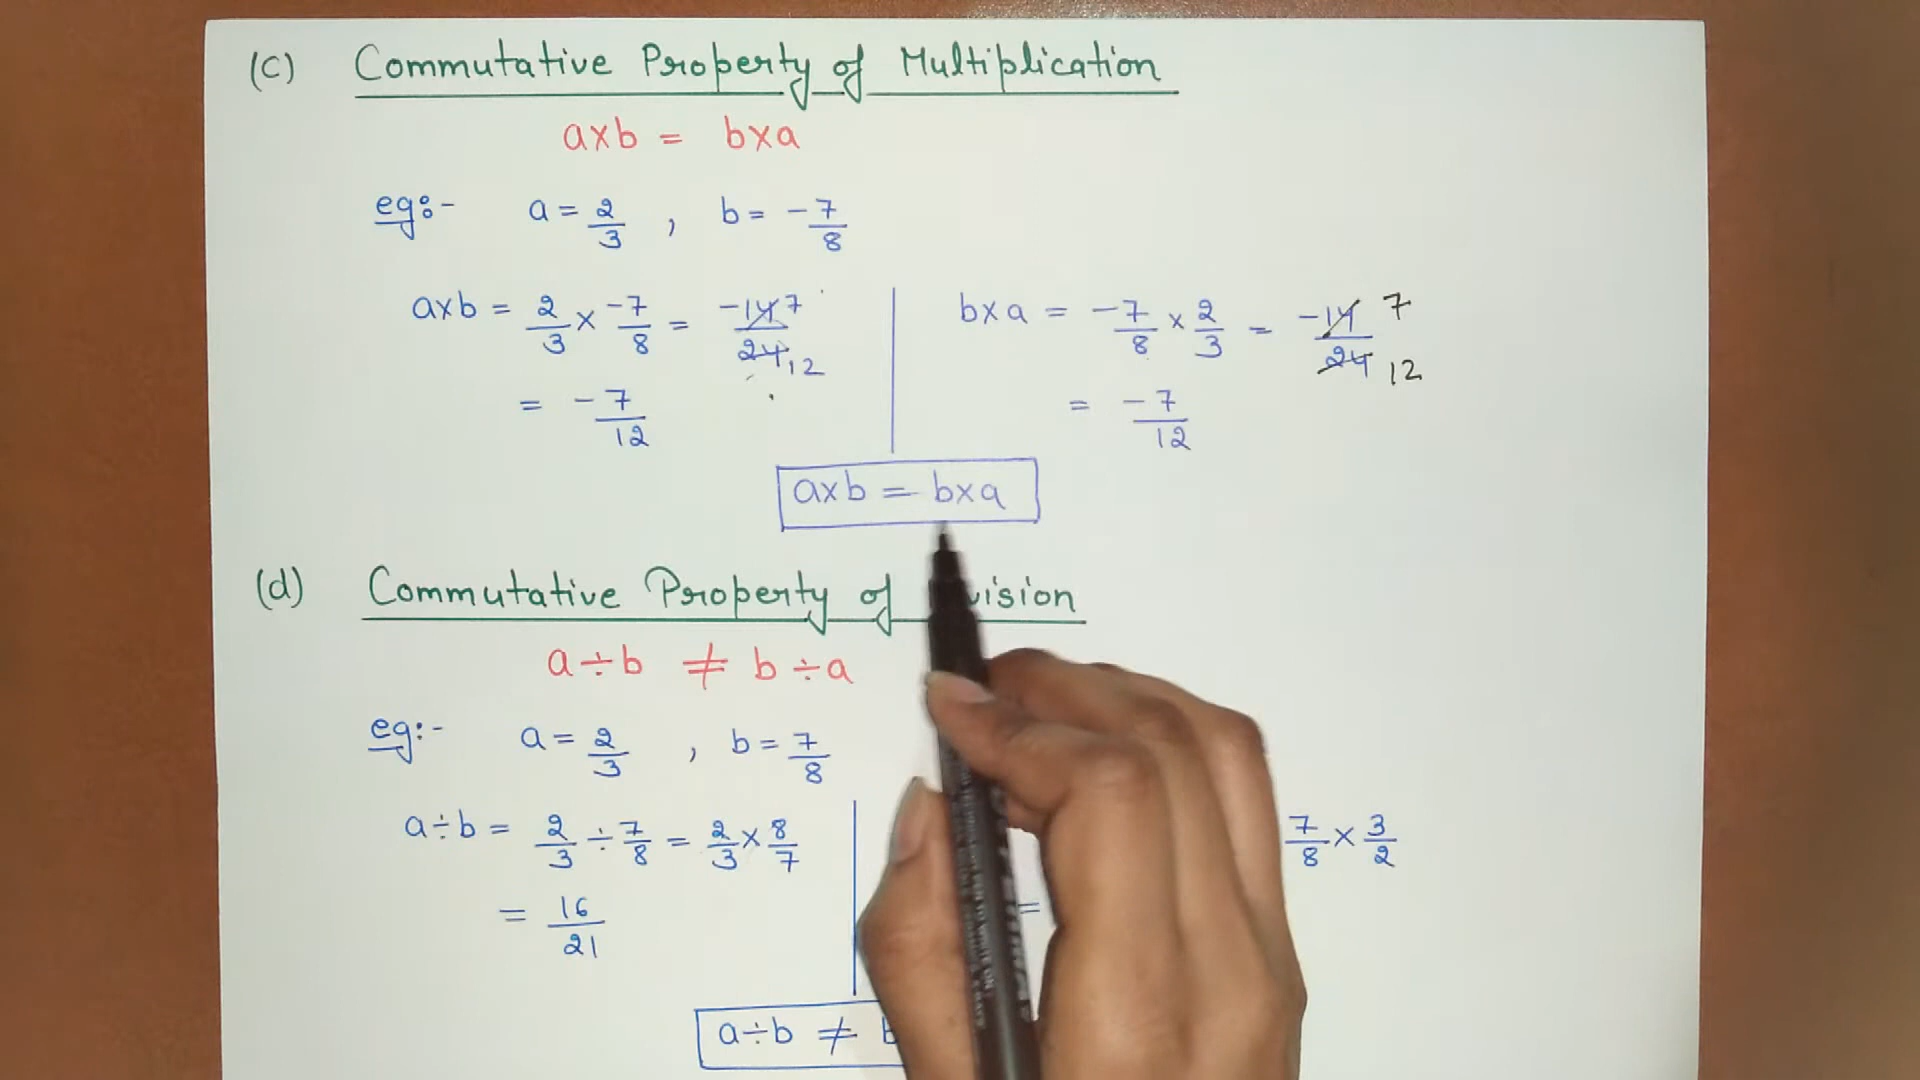 (c) Commutative Property of Multiplication
a×b = b×a
eg:- a = 2/3 , b = -7/8
a×b = 2/3 × -7/8 = -14/24 7/12
= -7/12
b×a = -7/8 × 2/3 = -14/24 7/12
= -7/12
a×b = b×a
(d) Commutative Property of
a÷b ≠ b÷a
eg:- a = 2/3 , b = 7/8
a÷b = 2/3 ÷ 7/8 = 2/3 × 8/7
= 16/21
7/8 × 3/2
=
a÷b ≠